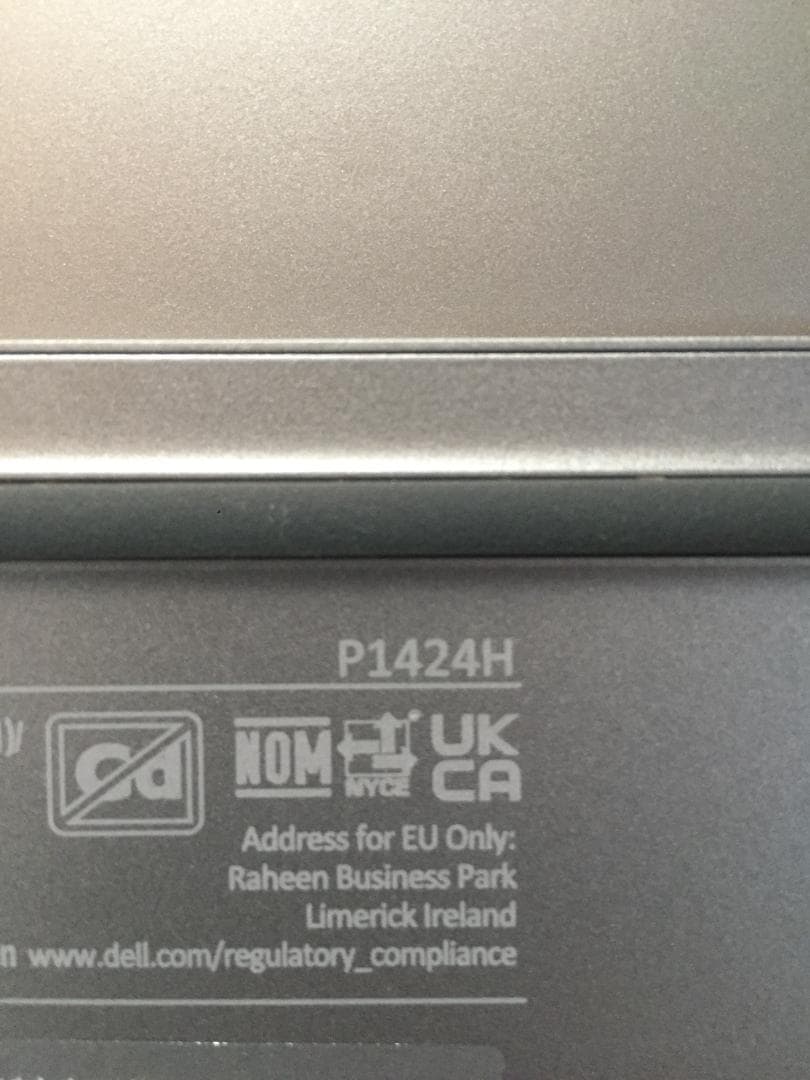 P1424H
NOM NYCE UK
CA
Address for EU Only:
Raheen Business Park
Limerick Ireland
www.dell.com/regulatory_compliance